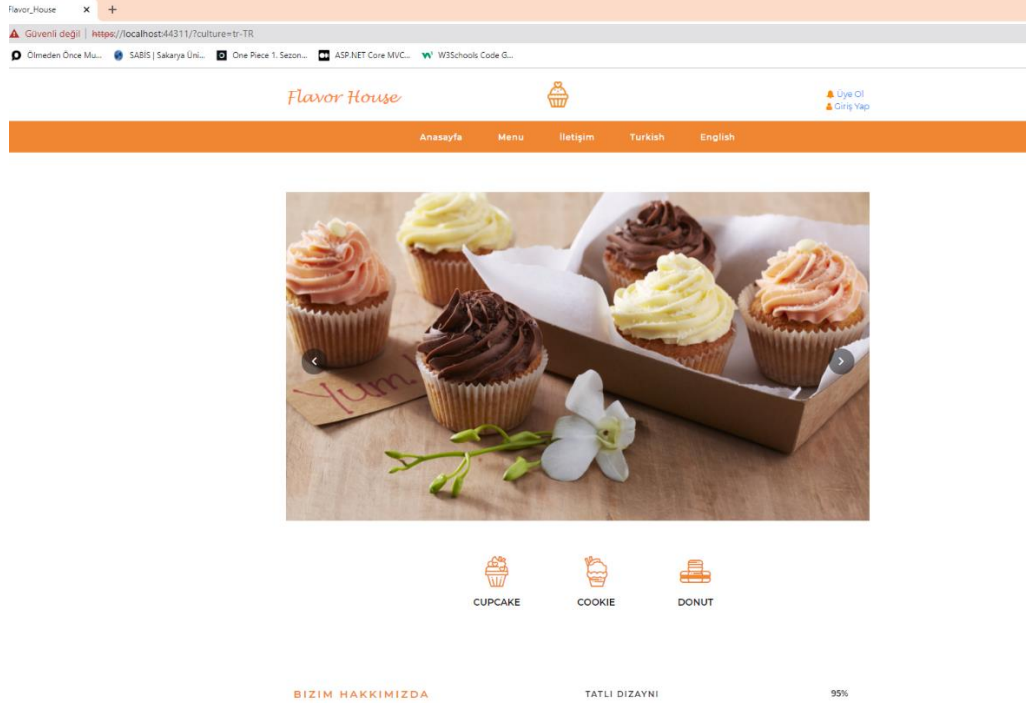 Flavor_House
Güvenli değil | https://localhost:44311/?culture=tr-TR
Ölmeden Önce Mu... SABİS | Sakarya Üni... One Piece 1. Sezon... ASP.NET Core MVC... W3Schools Code G...
Flavor House
Üye Ol
Giriş Yap
Anasayfa Menu İletişim Turkish English
Yum.
CUPCAKE COOKIE DONUT
BIZIM HAKKIMIZDA TATLI DIZAYNI 95%